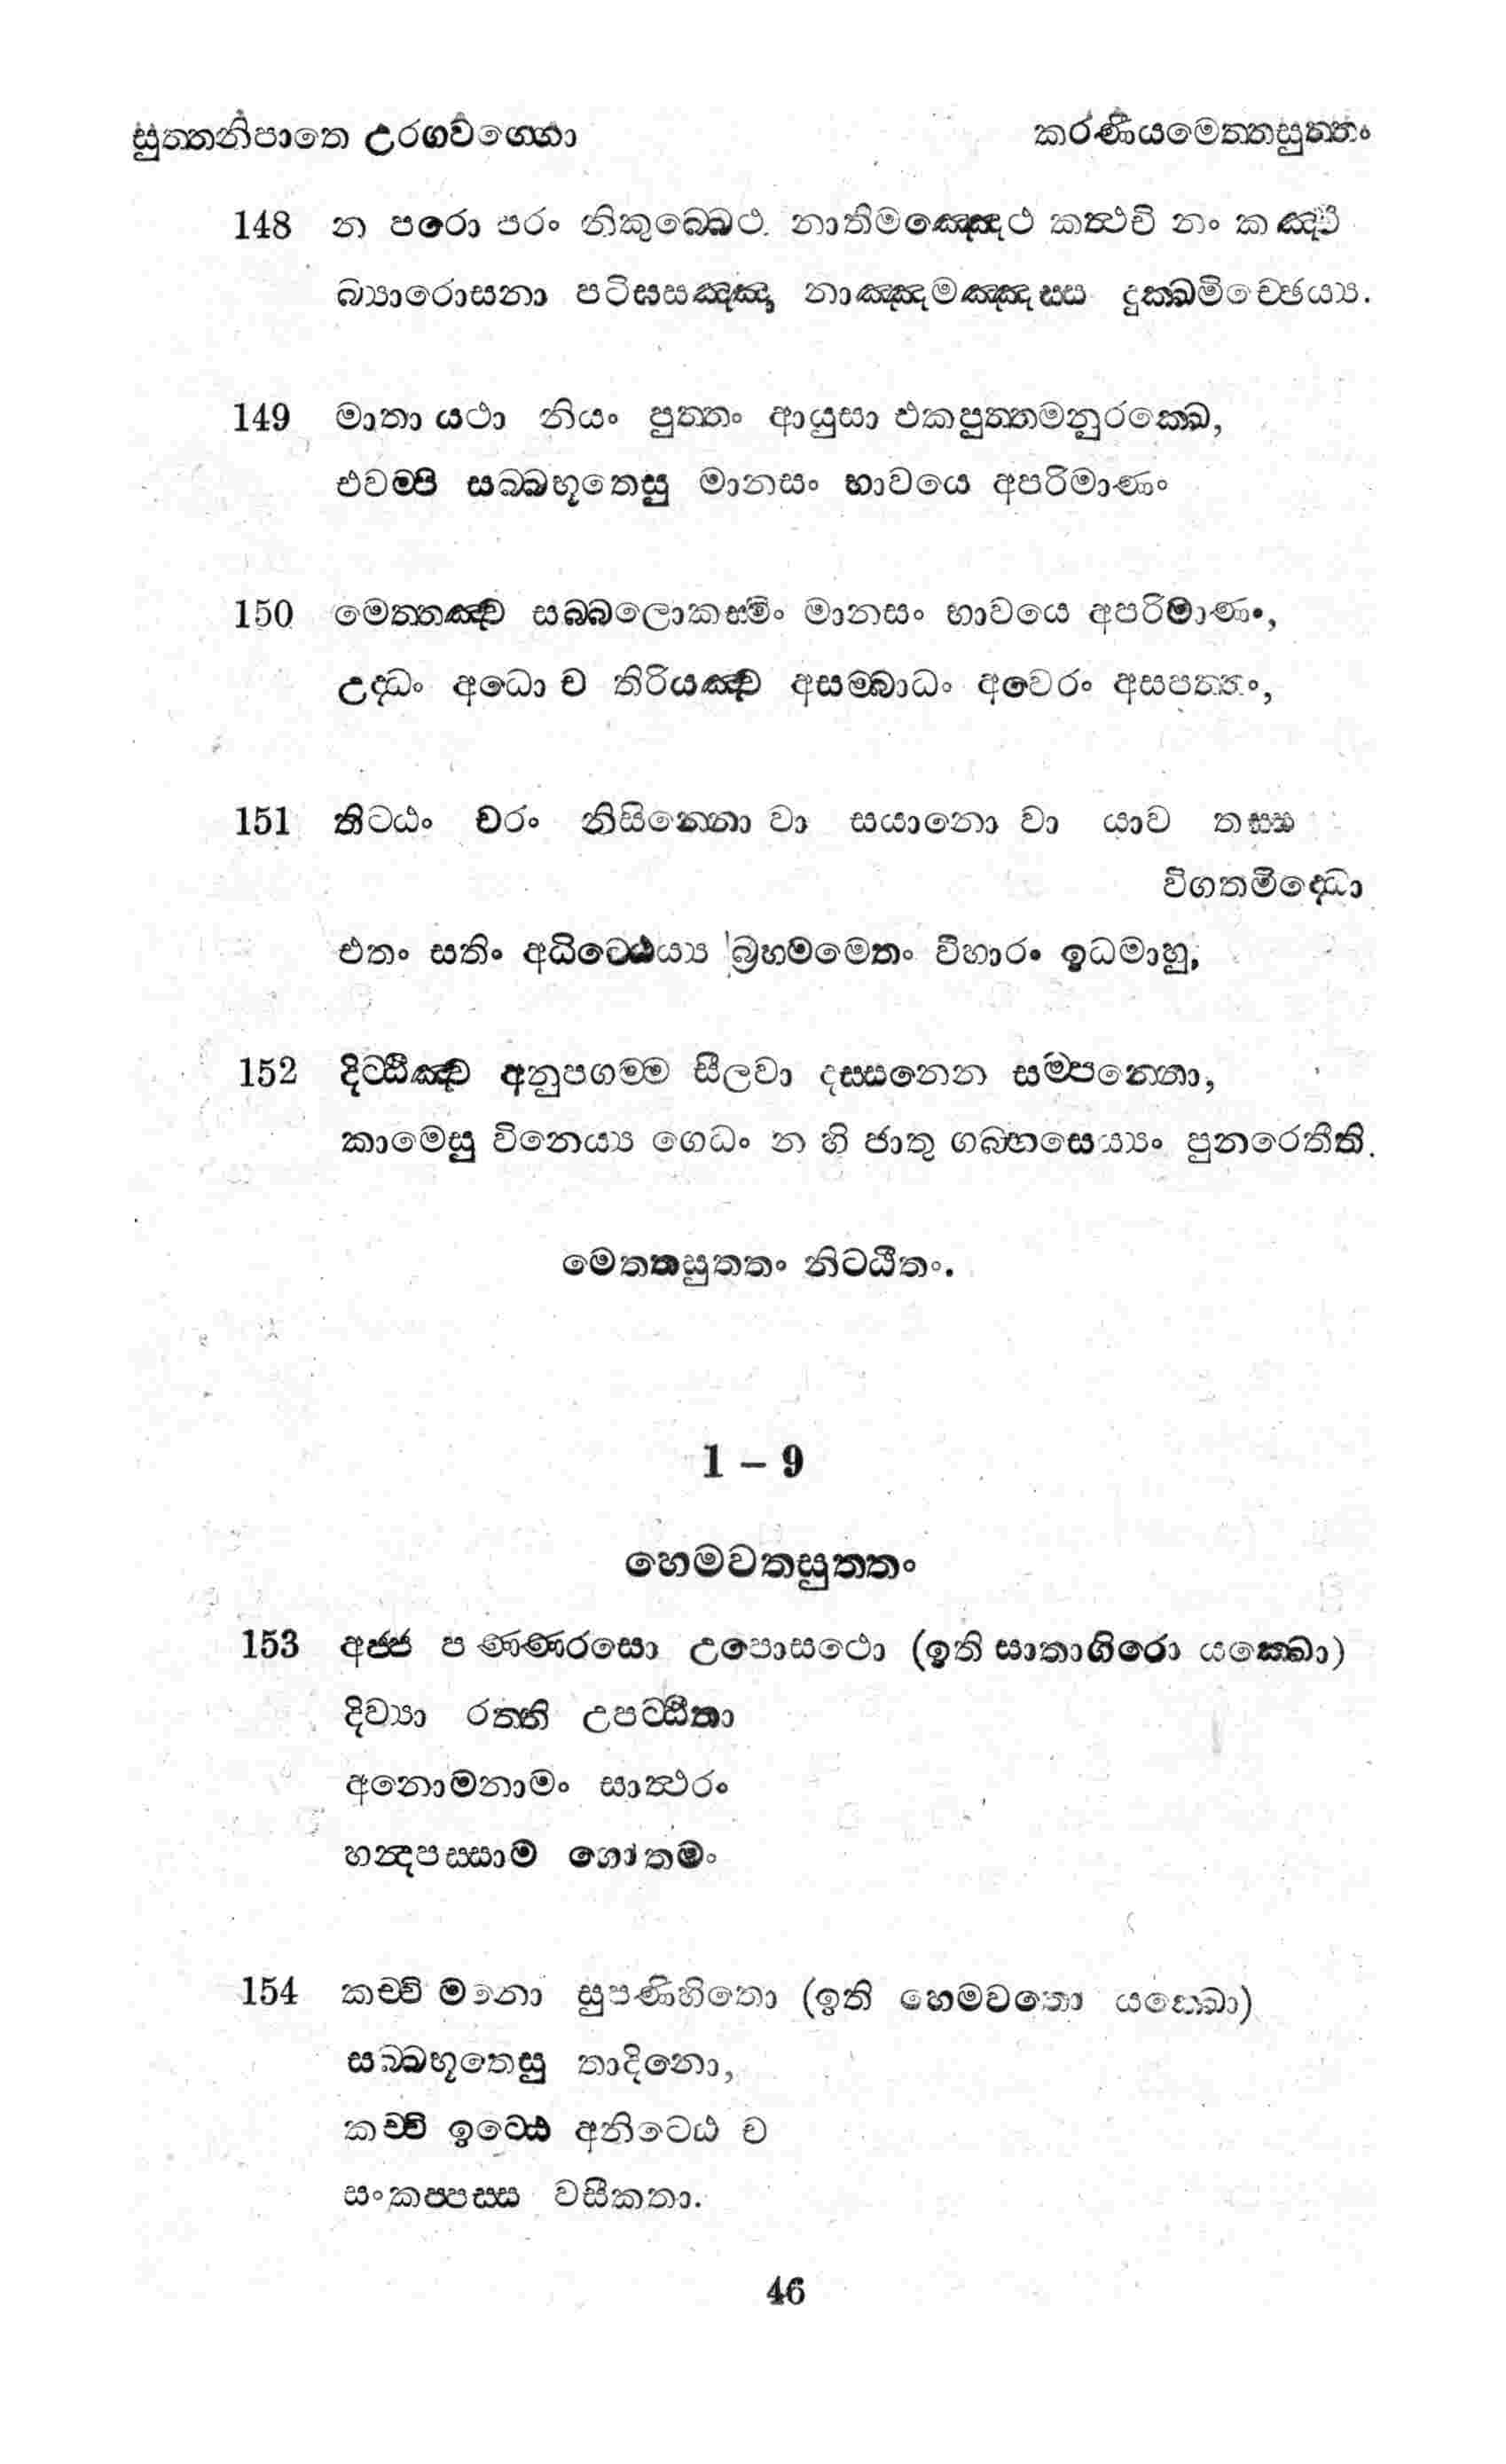 සුත්තනිපාතෙ උරගවග්ගො
කරණීයමෙත්තසුත්තං
148 න පරො පරං නිකුබ්බෙථ නාතිමඤ්ඤෙථ කත්ථචි නං කඤ්චි
බ්‍යාරොසනා පටිඝසඤ්ඤා නාඤ්ඤමඤ්ඤස්ස දුක්ඛමිච්ඡෙය්‍ය.
149 මාතා යථා නියං පුත්තං ආයුසා එකපුත්තමනුරක්ඛෙ,
එවම්පි සබ්බභූතෙසු මානසං භාවයෙ අපරිමාණං
150 මෙත්තඤ්ච සබ්බලොකස්මිං මානසං භාවයෙ අපරිමාණං,
උද්ධං අධො ච තිරියඤ්ච අසම්බාධං අවෙරං අසපත්තං,
151 තිට්ඨං චරං නිසින්නො වා සයානො වා යාව තස්ස
විගතමිද්ධො
එතං සතිං අධිට්ඨෙය්‍ය බ්‍රහ්මමෙතං විහාරං ඉධමාහු,
152 දිට්ඨිඤ්ච අනුපගම්ම සීලවා දස්සනෙන සම්පන්නො,
කාමෙසු විනෙය්‍ය ගෙධං න හි ජාතු ගබ්භසෙය්‍යං පුනරෙතීති.
මෙත්තසුත්තං නිට්ඨිතං.
1 – 9
හෙමවතසුත්තං
153 අජ්ජ පණ්ණරසො උපොසථො (ඉති සාතාගිරො යක්ඛො)
දිව්‍යා රත්ති උපට්ඨිතා
අනොමනාමං සාත්ථරං
හන්දපස්සාම ගොතමං
154 කච්චි මනො සුපණිහිතො (ඉති හෙමවතො යක්ඛො)
සබ්බභූතෙසු තාදිනො,
කච්චි ඉට්ඨෙ අනිට්ඨෙ ච
සංකප්පස්ස වසීකතා.
46